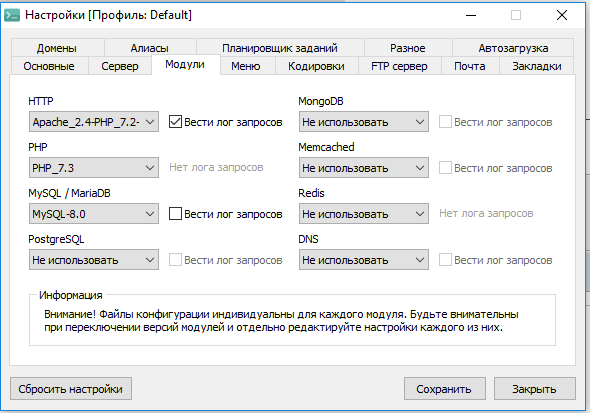 Настройки [Профиль: Default]
Домены Алиасы Планировщик заданий Разное Автозагрузка
Основные Сервер Модули Меню Кодировки FTP сервер Почта Закладки
HTTP MongoDB
Apache_2.4-PHP_7.2- Вести лог запросов Не использовать Вести лог запросов
PHP Memcached
PHP_7.3 Нет лога запросов Не использовать Вести лог запросов
MySQL / MariaDB Redis
MySQL-8.0 Вести лог запросов Не использовать Нет лога запросов
PostgreSQL DNS
Не использовать Вести лог запросов Не использовать Вести лог запросов
Информация
Внимание! Файлы конфигурации индивидуальны для каждого модуля. Будьте внимательны
при переключении версий модулей и отдельно редактируйте настройки каждого из них.
Сбросить настройки Сохранить Закрыть